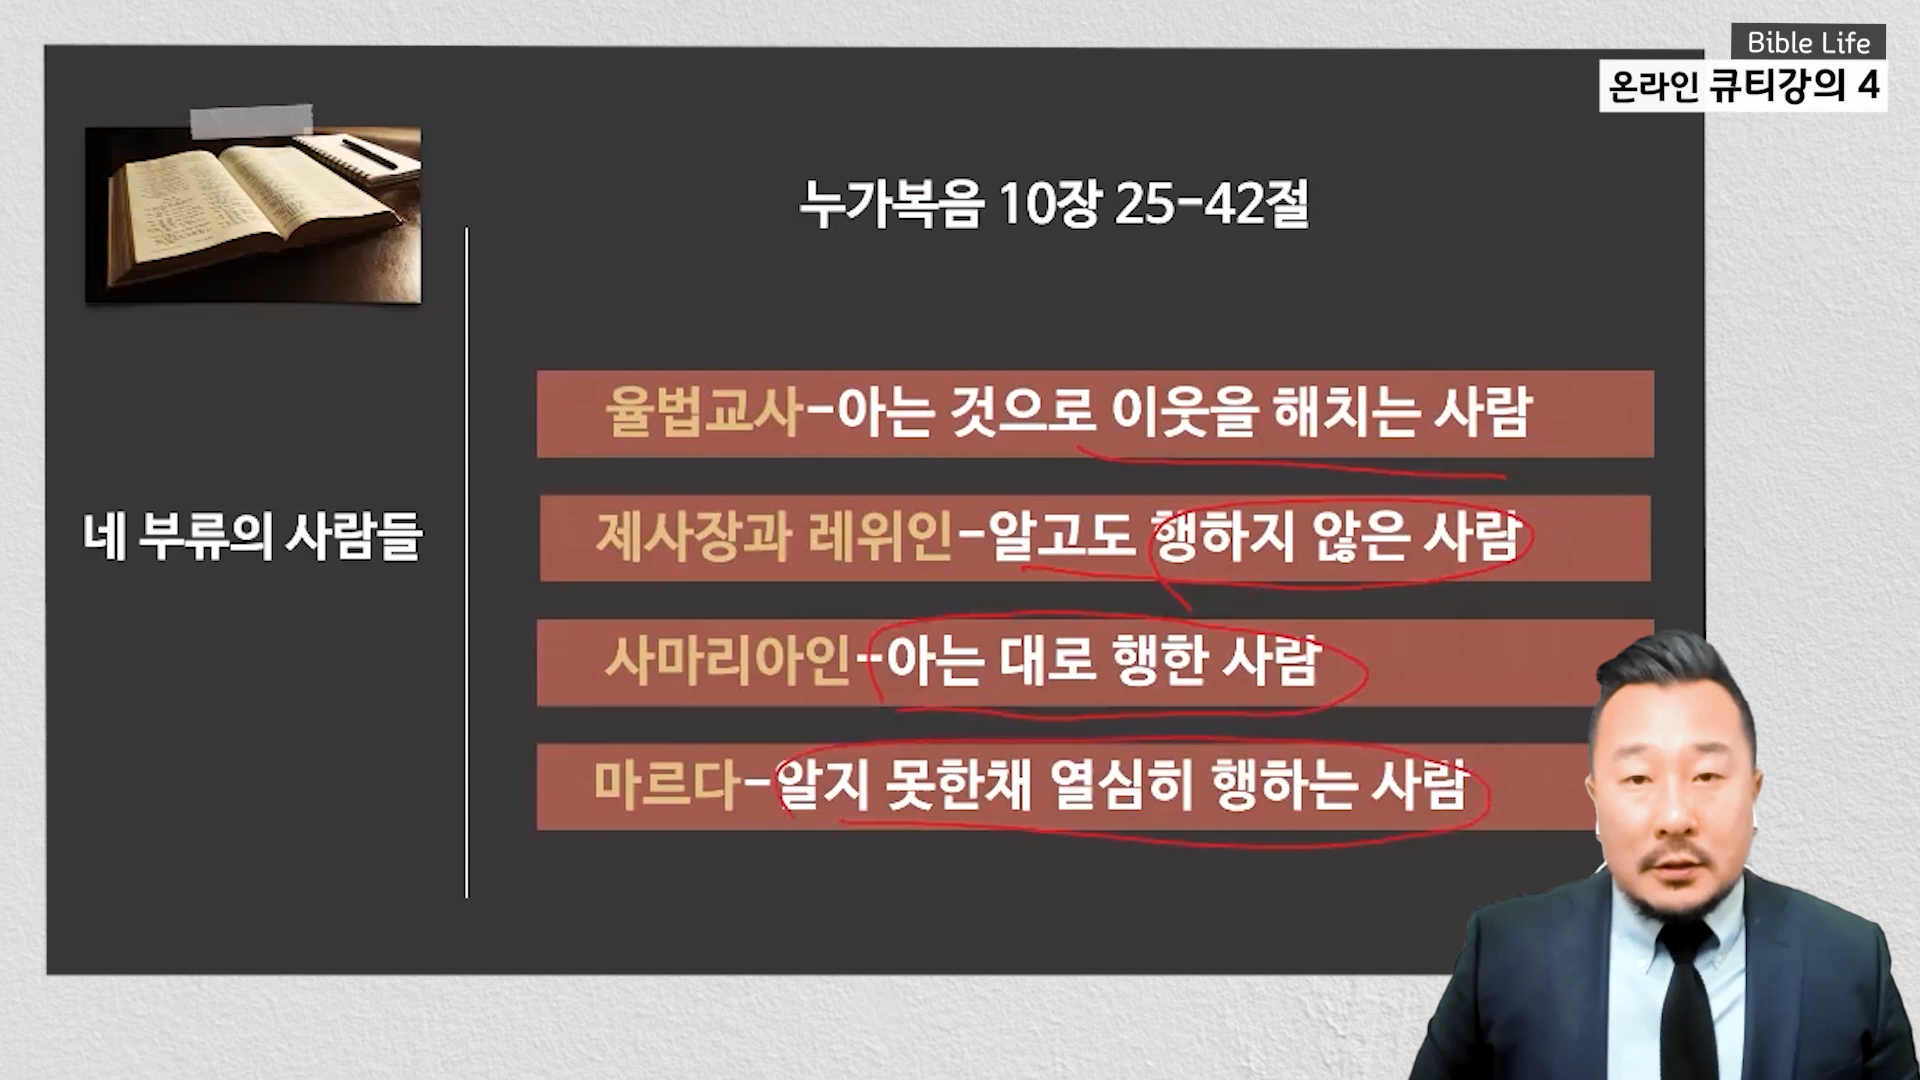 Bible Life
온라인 큐티강의 4
누가복음 10장 25-42절
네 부류의 사람들
율법교사-아는 것으로 이웃을 해치는 사람
제사장과 레위인-알고도 행하지 않은 사람
사마리아인-아는 대로 행한 사람
마르다-알지 못한채 열심히 행하는 사람